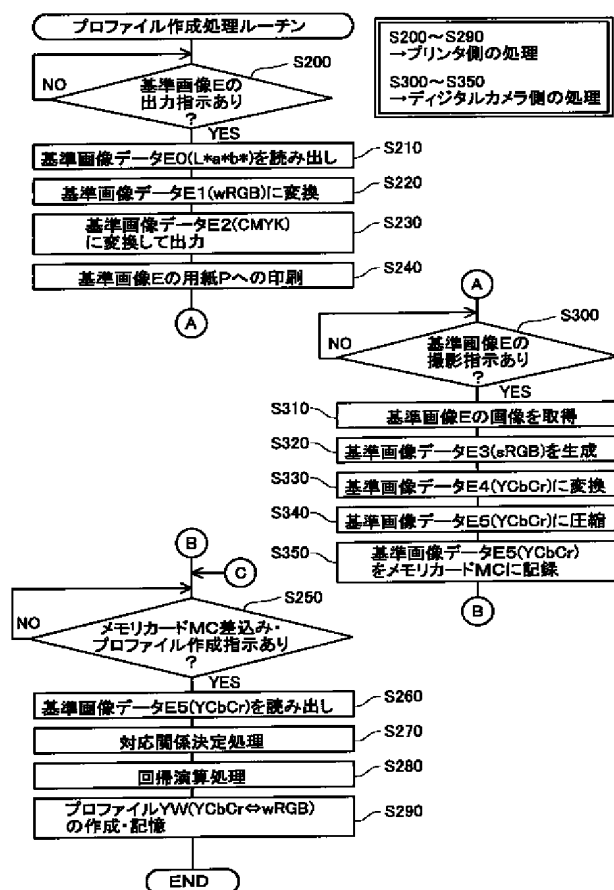 プロファイル作成処理ルーチン
S200～S290
→プリンタ側の処理
S300～S350
→ディジタルカメラ側の処理
S200
NO
基準画像Eの
出力指示あり
?
YES
基準画像データE0(L*a*b*)を読み出し
S210
基準画像データE1(wRGB)に変換
S220
基準画像データE2(CMYK)
に変換して出力
S230
基準画像Eの用紙Pへの印刷
S240
A
A
S300
NO
基準画像Eの
撮影指示あり
?
YES
S310
基準画像Eの画像を取得
S320
基準画像データE3(sRGB)を生成
S330
基準画像データE4(YCbCr)に変換
S340
基準画像データE5(YCbCr)に圧縮
S350
基準画像データE5(YCbCr)
をメモリカードMCに記録
B
B
C
S250
NO
メモリカードMC差込み・
プロファイル作成指示あり
?
YES
基準画像データE5(YCbCr)を読み出し
S260
対応関係決定処理
S270
回帰演算処理
S280
プロファイルYW(YCbCr⇔wRGB)
の作成・記憶
S290
END